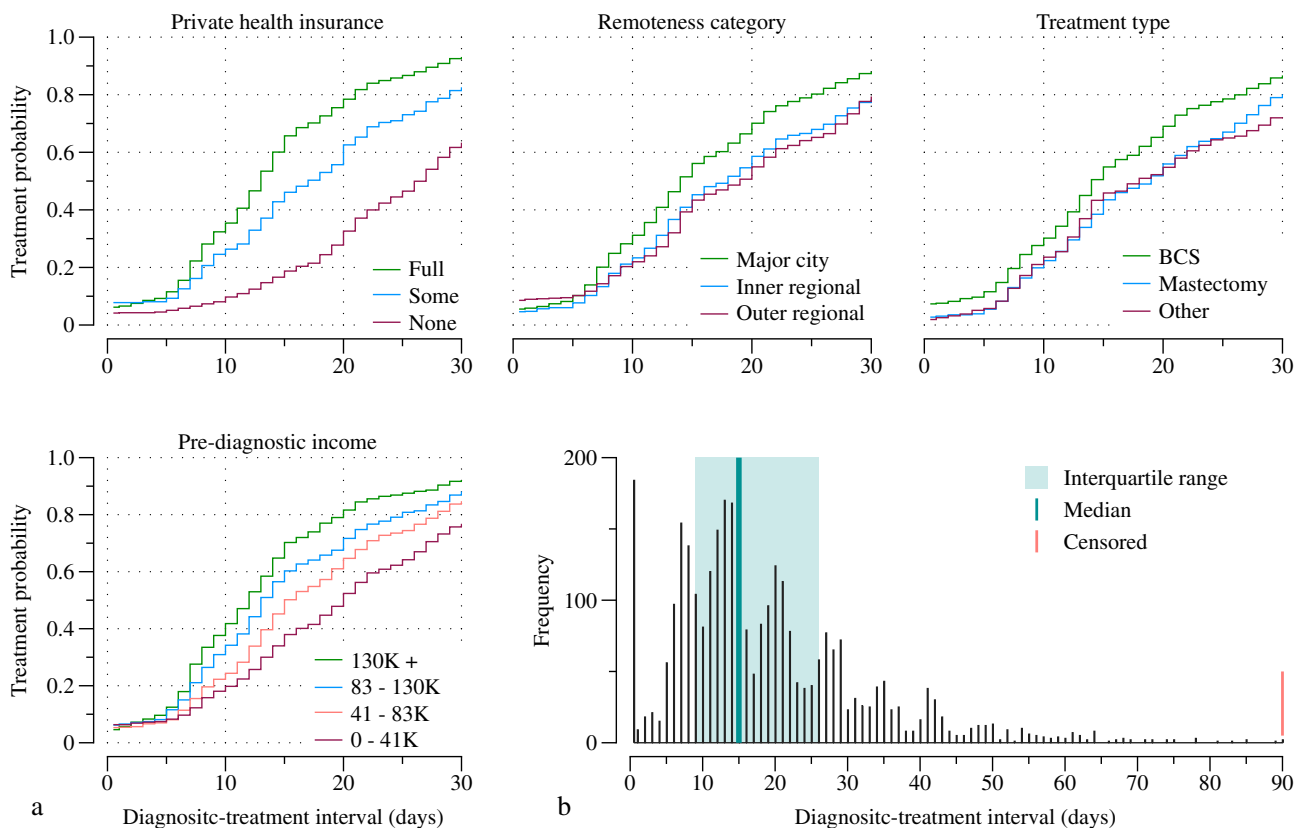 Private health insurance
Remoteness category
Treatment type
1.0
0.8
0.6
0.4
0.2
0
Treatment probability
Full
Some
None
Major city
Inner regional
Outer regional
BCS
Mastectomy
Other
0 10 20 30
0 10 20 30
0 10 20 30
Pre-diagnostic income
1.0
0.8
0.6
0.4
0.2
0
Treatment probability
130K +
83 - 130K
41 - 83K
0 - 41K
0 10 20 30
Diagnositc-treatment interval (days)
a
200
100
0
Frequency
Interquartile range
Median
Censored
0 10 20 30 40 50 60 70 80 90
Diagnositc-treatment interval (days)
b